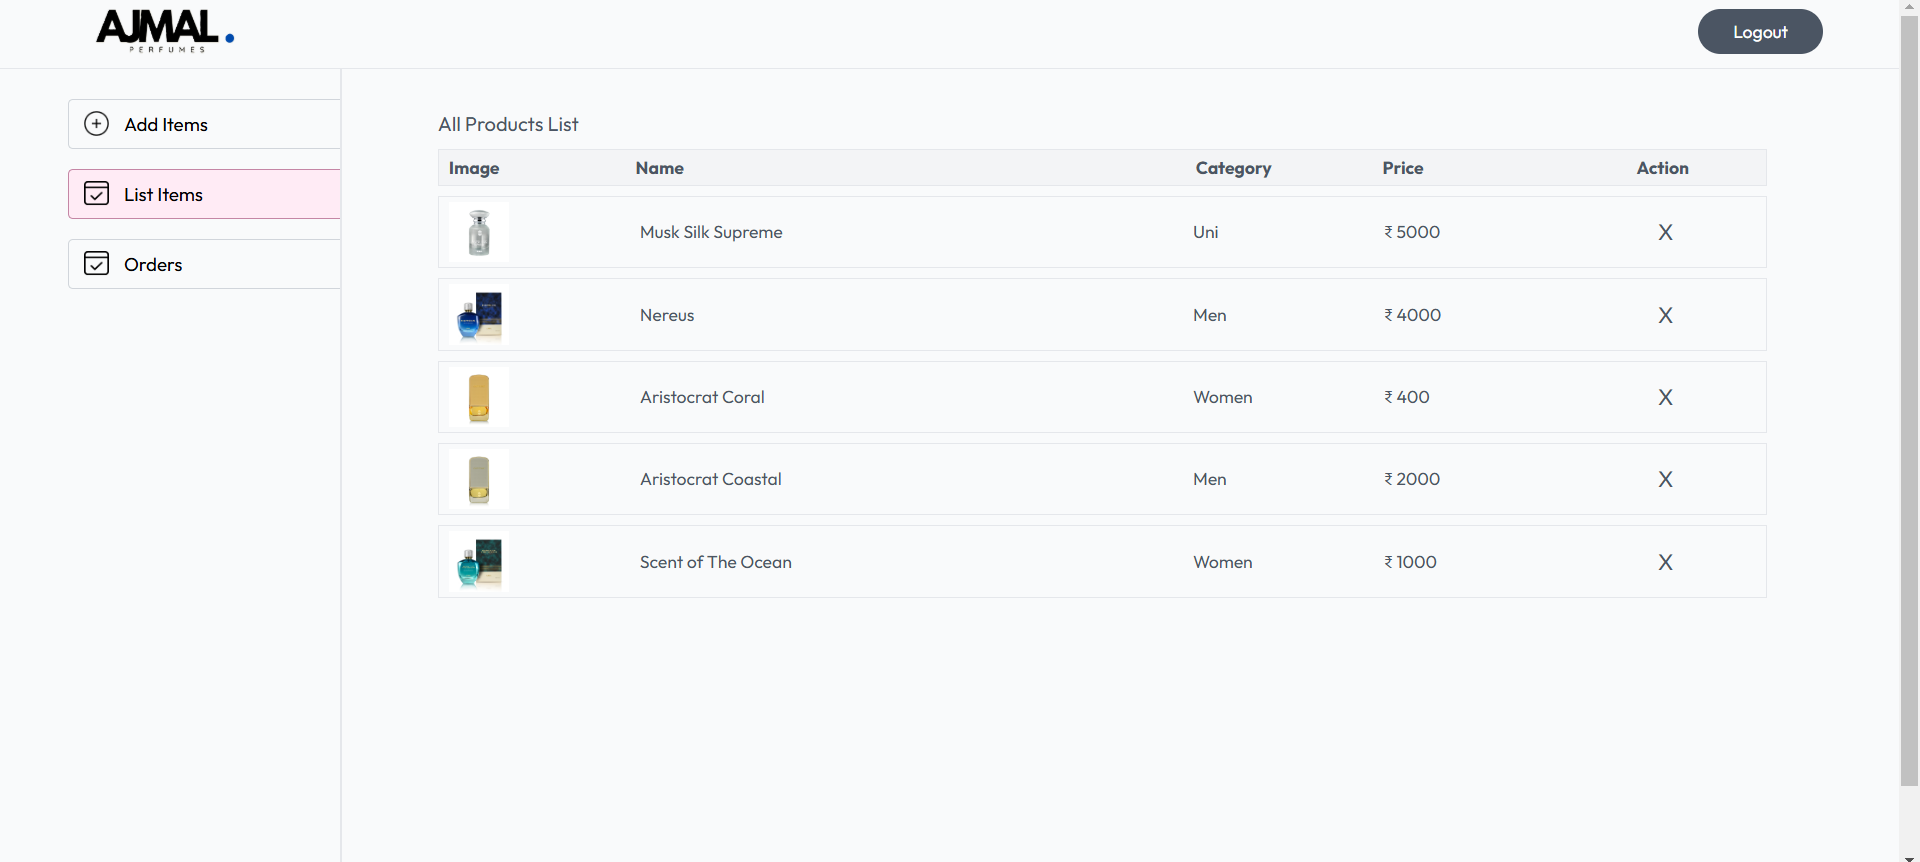 AJMAL.
PERFUMES
Logout
Add Items
List Items
Orders
All Products List
Image Name Category Price Action
Musk Silk Supreme Uni ₹ 5000 X
Nereus Men ₹ 4000 X
Aristocrat Coral Women ₹ 400 X
Aristocrat Coastal Men ₹ 2000 X
Scent of The Ocean Women ₹ 1000 X